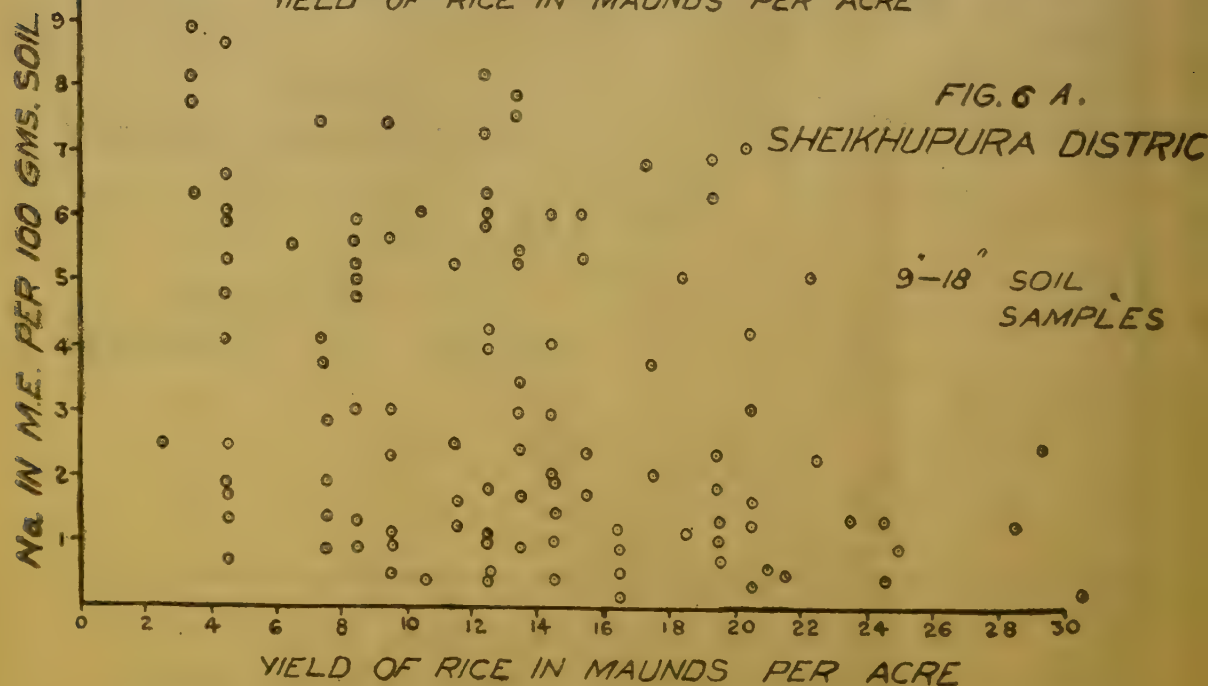 YIELD OF RICE IN MAUNDS PER ACRE
Na IN M.E. PER 100 GMS. SOIL
9
8
7
6
5
4
3
2
1
FIG. 6 A.
SHEIKHUPURA DISTRIC
9"-18" SOIL
SAMPLES
0 2 4 6 8 10 12 14 16 18 20 22 24 26 28 30
YIELD OF RICE IN MAUNDS PER ACRE